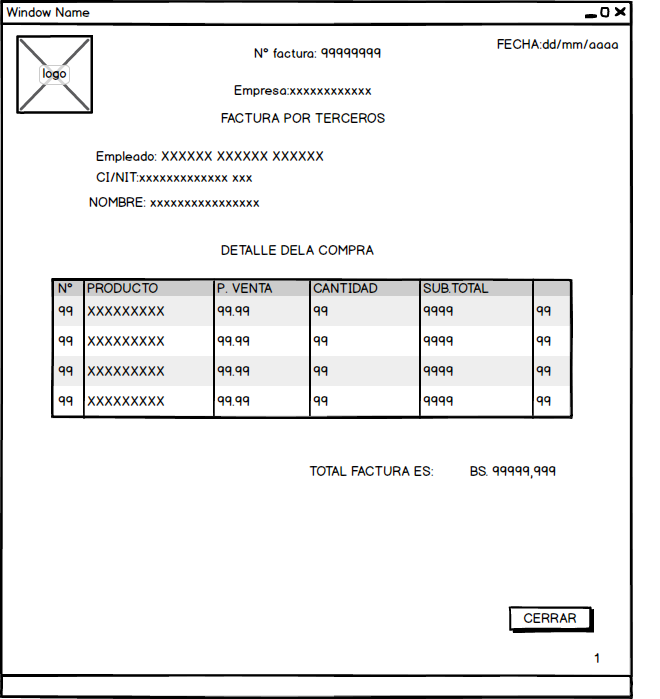 Window Name
logo
N° factura: 99999999
FECHA:dd/mm/aaaa
Empresa:xxxxxxxxxxxx
FACTURA POR TERCEROS
Empleado: XXXXXX XXXXXX XXXXXX
CI/NIT:xxxxxxxxxxxxx xxx
NOMBRE: xxxxxxxxxxxxxxxx
DETALLE DELA COMPRA
N° PRODUCTO P. VENTA CANTIDAD SUB.TOTAL
99 XXXXXXXXX 99.99 99 9999 99
99 XXXXXXXXX 99.99 99 9999 99
99 XXXXXXXXX 99.99 99 9999 99
99 XXXXXXXXX 99.99 99 9999 99
TOTAL FACTURA ES: BS. 99999,999
CERRAR
1